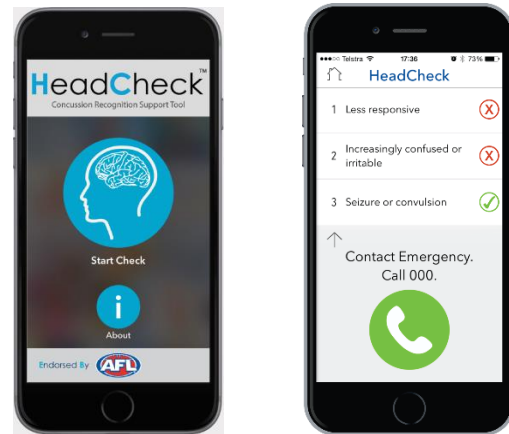 HeadCheck™
Concussion Recognition Support Tool
Start Check
i
About
Endorsed By AFL
Telstra 17:36 73%
HeadCheck
1 Less responsive
2 Increasingly confused or
irritable
3 Seizure or convulsion
Contact Emergency.
Call 000.